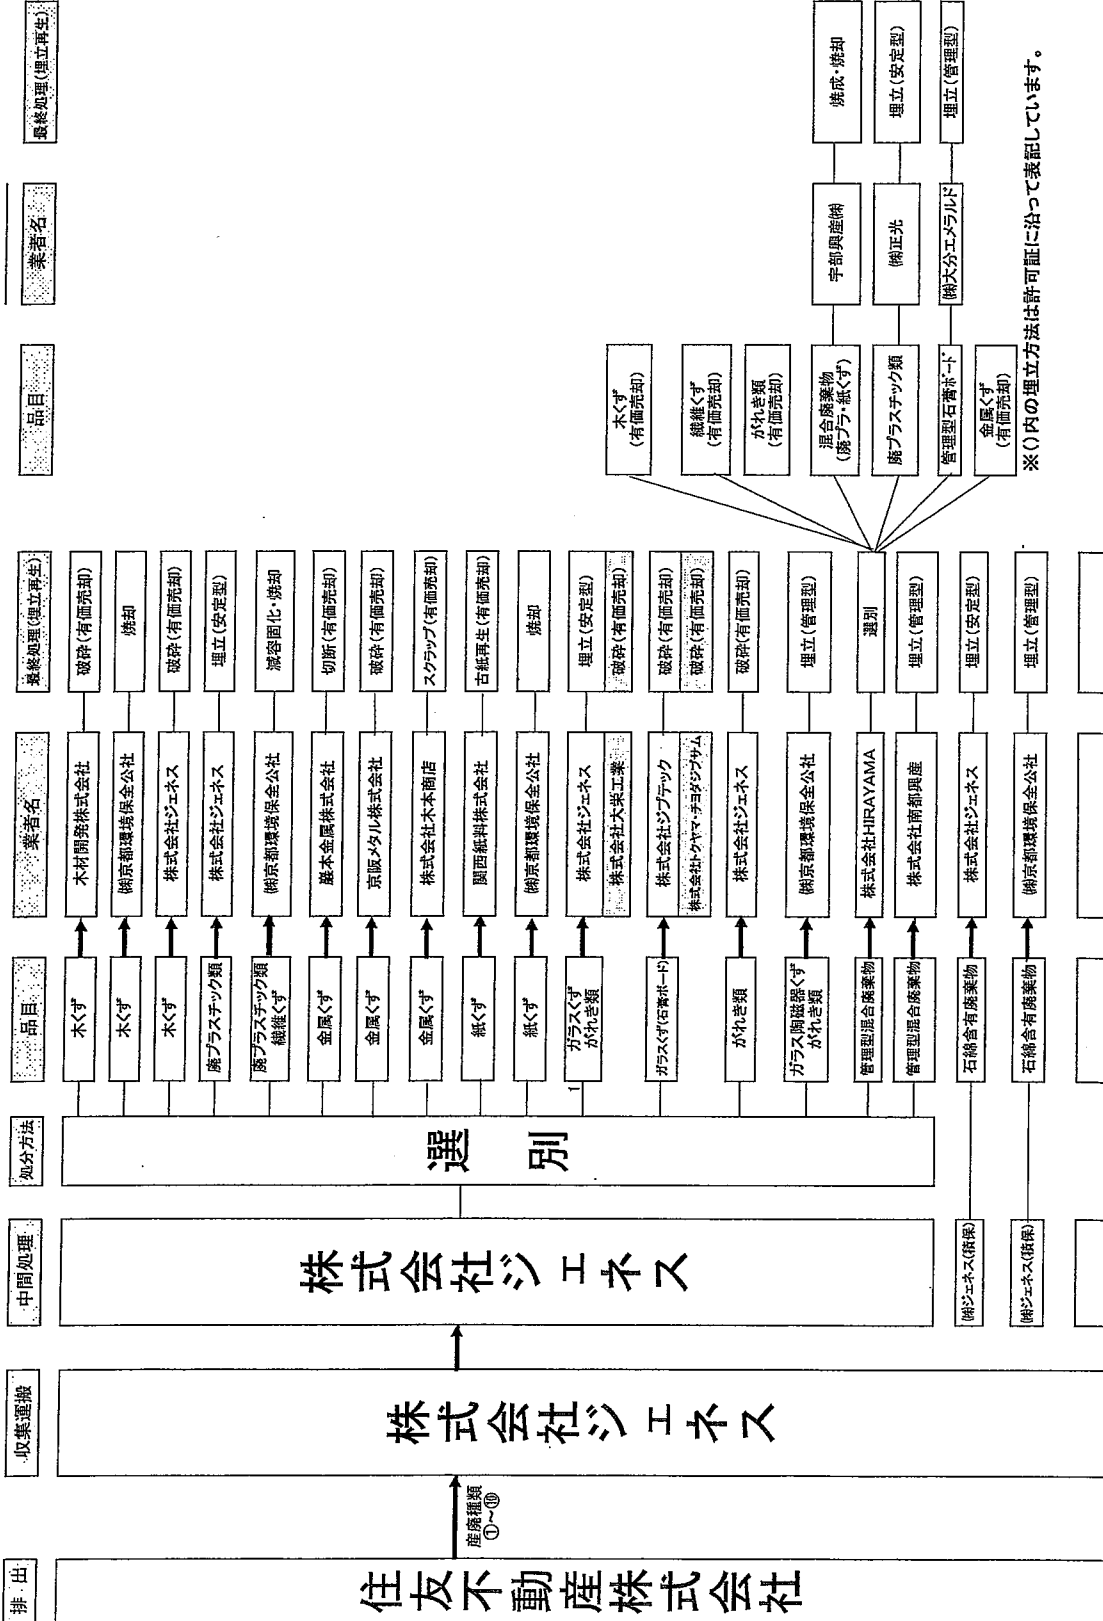 排出
収集運搬
中間処理
処分方法
品目
業者名
最終処理(埋立再生)
品目
業者名
最終処理(埋立再生)
住友不動産株式会社
産廃種類
①～⑩
株式会社ジェネス
株式会社ジェネス
選別
木くず
木材開発株式会社
破砕(有価売却)
木くず
㈱京都環境保全公社
焼却
木くず
株式会社ジェネス
破砕(有価売却)
廃プラスチック類
株式会社ジェネス
埋立(安定型)
廃プラスチック類
繊維くず
㈱京都環境保全公社
減容固化・焼却
金属くず
巖本金属株式会社
切断(有価売却)
金属くず
京阪メタル株式会社
破砕(有価売却)
金属くず
株式会社木本商店
スクラップ(有価売却)
紙くず
関西紙料株式会社
古紙再生(有価売却)
紙くず
㈱京都環境保全公社
焼却
1
ガラスくず
がれき類
株式会社ジェネス
埋立(安定型)
株式会社大栄工業
破砕(有価売却)
ガラスくず(石膏ボード)
株式会社ジプテック
破砕(有価売却)
株式会社トクヤマ・チヨダジプサム
破砕(有価売却)
がれき類
株式会社ジェネス
破砕(有価売却)
ガラス陶磁器くず
がれき類
㈱京都環境保全公社
埋立(管理型)
管理型混合廃棄物
株式会社HIRAYAMA
選別
管理型混合廃棄物
株式会社南都興産
埋立(管理型)
㈱ジェネス(積保)
石綿含有廃棄物
株式会社ジェネス
埋立(安定型)
㈱ジェネス(積保)
石綿含有廃棄物
㈱京都環境保全公社
埋立(管理型)
木くず
(有価売却)
繊維くず
(有価売却)
がれき類
(有価売却)
混合廃棄物
(廃プラ・紙くず)
宇部興産㈱
焼成・焼却
廃プラスチック類
㈱正光
埋立(安定型)
管理型石膏ボード
㈱大分エメラルド
埋立(管理型)
金属くず
(有価売却)
※()内の埋立方法は許可証に沿って表記しています。